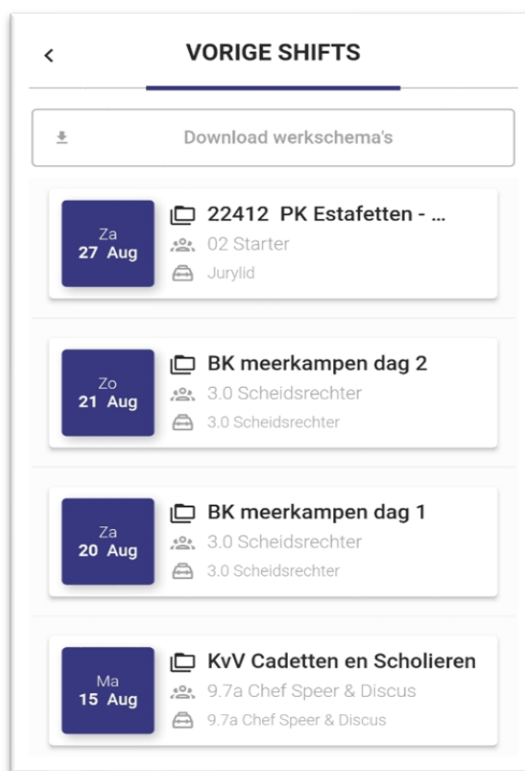 VORIGE SHIFTS
Download werkschema's
Za
27 Aug
22412 PK Estafetten - ...
02 Starter
Jurylid
Zo
21 Aug
BK meerkampen dag 2
3.0 Scheidsrechter
3.0 Scheidsrechter
Za
20 Aug
BK meerkampen dag 1
3.0 Scheidsrechter
3.0 Scheidsrechter
Ma
15 Aug
KvV Cadetten en Scholieren
9.7a Chef Speer & Discus
9.7a Chef Speer & Discus